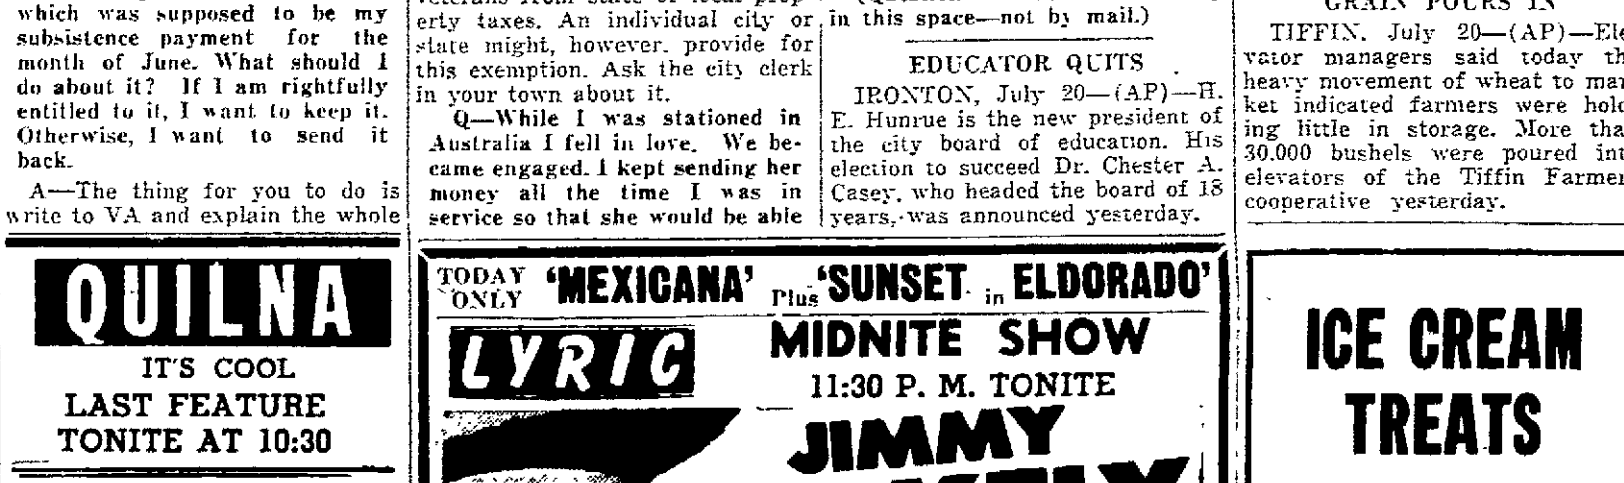 which was supposed to be my
subsistence payment for the
month of June. What should I
do about it? If I am rightfully
entitled to it, I want to keep it.
Otherwise, I want to send it
back.
A—The thing for you to do is
write to VA and explain the whole
QUILNA
IT'S COOL
LAST FEATURE
TONITE AT 10:30
erty taxes. An individual city or
state might, however, provide for
this exemption. Ask the city clerk
in your town about it.
Q—While I was stationed in
Australia I fell in love. We be-
came engaged. I kept sending her
money all the time I was in
service so that she would be able
in this space—not by mail.)
EDUCATOR QUITS
IRONTON, July 20—(AP)—H.
E. Hunrue is the new president of
the city board of education. His
election to succeed Dr. Chester A.
Casey, who headed the board of 18
years, was announced yesterday.
TODAY ONLY 'MEXICANA' Plus 'SUNSET in ELDORADO'
LYRIC
MIDNITE SHOW
11:30 P. M. TONITE
JIMMY
GRAIN POURS IN
TIFFIN, July 20—(AP)—Ele
vator managers said today th
heavy movement of wheat to mar
ket indicated farmers were hold
ing little in storage. More tha
30,000 bushels were poured int
elevators of the Tiffin Farmer
cooperative yesterday.
ICE CREAM
TREATS